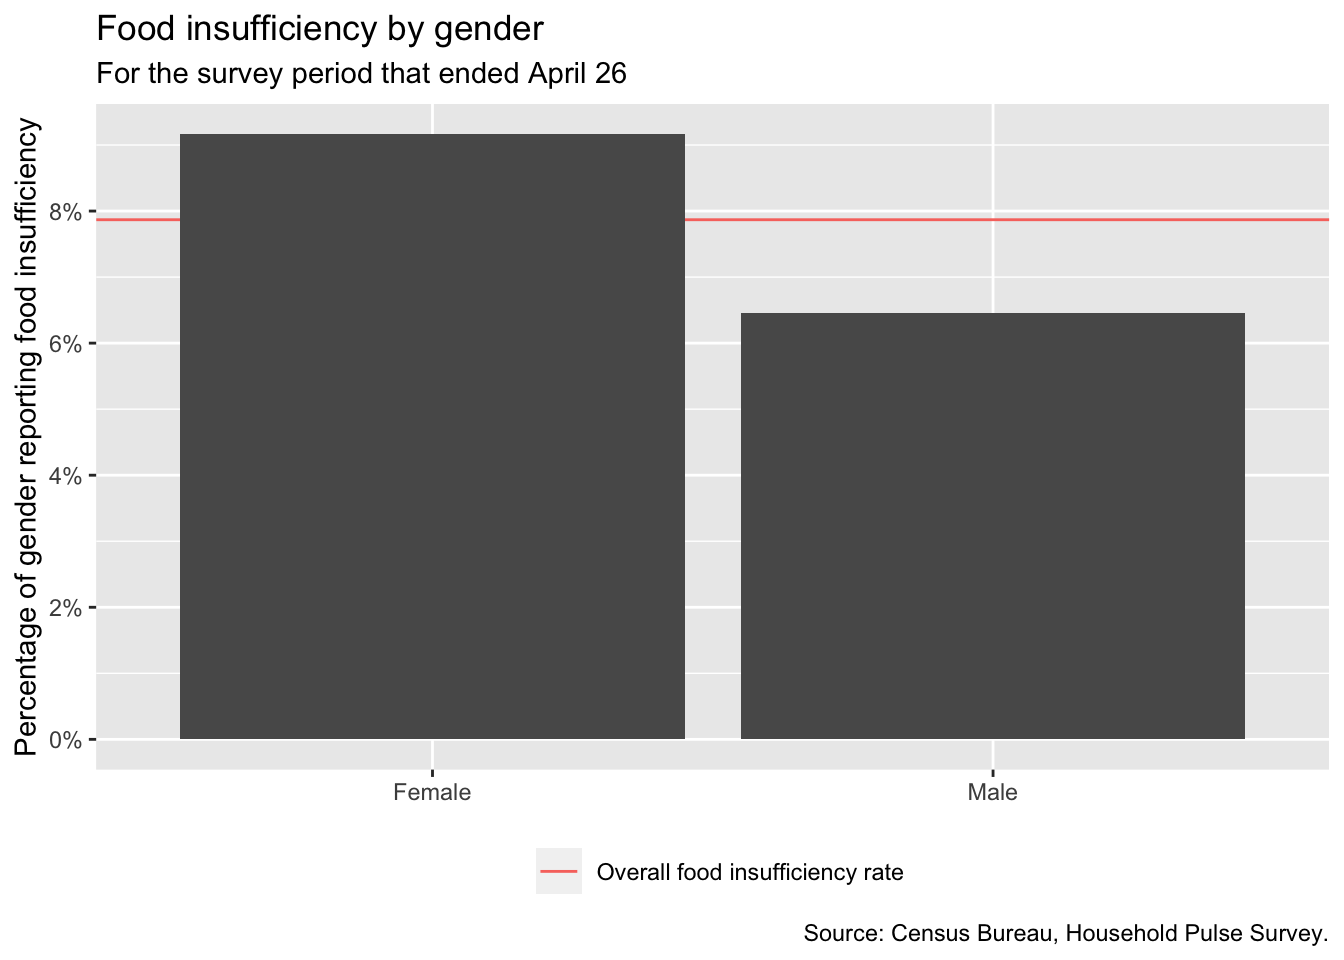 Food insufficiency by gender
For the survey period that ended April 26
Percentage of gender reporting food insufficiency
8%
6%
4%
2%
0%
Female
Male
Overall food insufficiency rate
Source: Census Bureau, Household Pulse Survey.